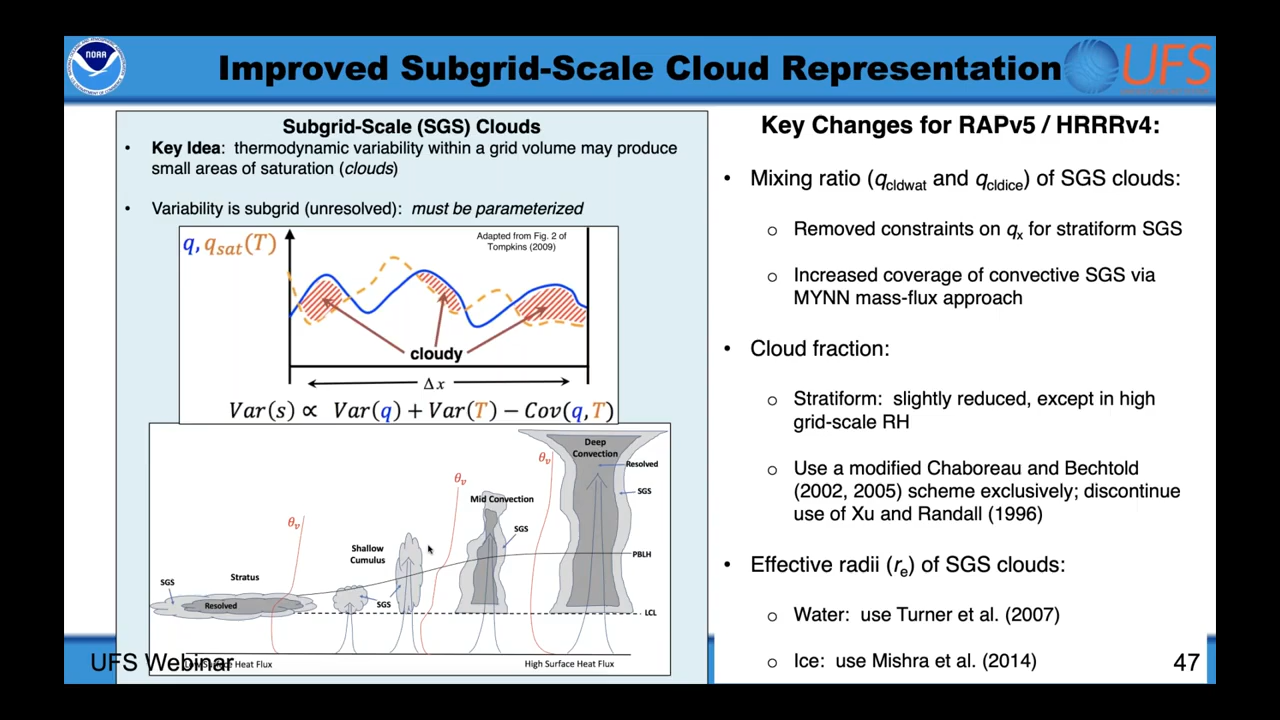 NOAA
Improved Subgrid-Scale Cloud Representation
UFS
Subgrid-Scale (SGS) Clouds
• Key Idea: thermodynamic variability within a grid volume may produce
small areas of saturation (clouds)
• Variability is subgrid (unresolved): must be parameterized
q, qsat(T)
Adapted from Fig. 2 of
Tompkins (2009)
cloudy
Δx
Var(s) ∝ Var(q) + Var(T) − Cov(q, T)
Deep
Convection
Resolved
θv
SGS
θv
Mid Convection
SGS
θv
Shallow
Cumulus
PBLH
SGS
Stratus
Resolved
SGS
LCL
Heat Flux
High Surface Heat Flux
UFS Webinar
Key Changes for RAPv5 / HRRRv4:
• Mixing ratio (qcldwat and qcldice) of SGS clouds:
o Removed constraints on qx for stratiform SGS
o Increased coverage of convective SGS via
MYNN mass-flux approach
• Cloud fraction:
o Stratiform: slightly reduced, except in high
grid-scale RH
o Use a modified Chaboreau and Bechtold
(2002, 2005) scheme exclusively; discontinue
use of Xu and Randall (1996)
• Effective radii (re) of SGS clouds:
o Water: use Turner et al. (2007)
o Ice: use Mishra et al. (2014)
47